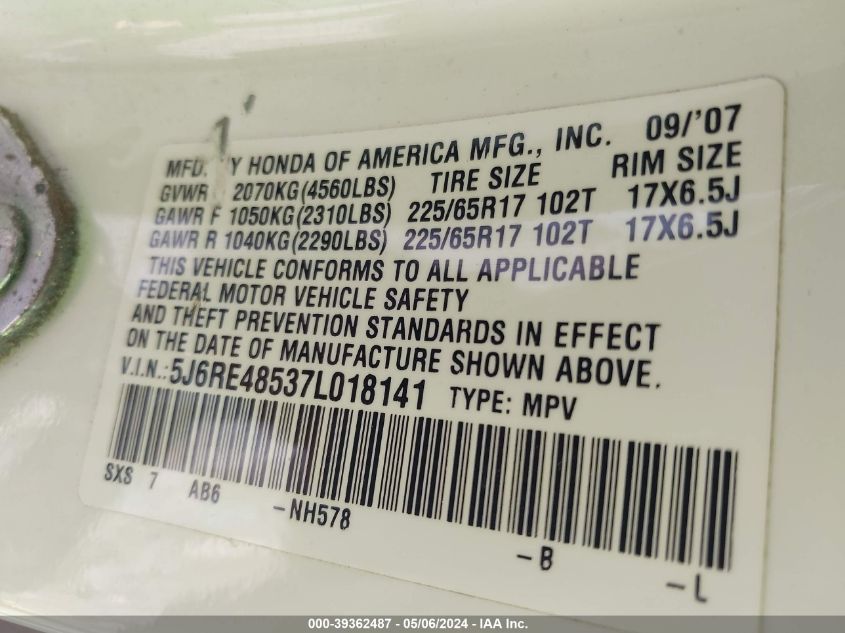 MFD. BY HONDA OF AMERICA MFG., INC. 09/'07
GVWR 2070KG(4560LBS) TIRE SIZE RIM SIZE
GAWR F 1050KG(2310LBS) 225/65R17 102T 17X6.5J
GAWR R 1040KG(2290LBS) 225/65R17 102T 17X6.5J
THIS VEHICLE CONFORMS TO ALL APPLICABLE
FEDERAL MOTOR VEHICLE SAFETY
AND THEFT PREVENTION STANDARDS IN EFFECT
ON THE DATE OF MANUFACTURE SHOWN ABOVE.
V.I.N.: 5J6RE48537L018141 TYPE: MPV
SXS 7 AB6 -NH578 -B -L
000-39362487 - 05/06/2024 - IAA Inc.